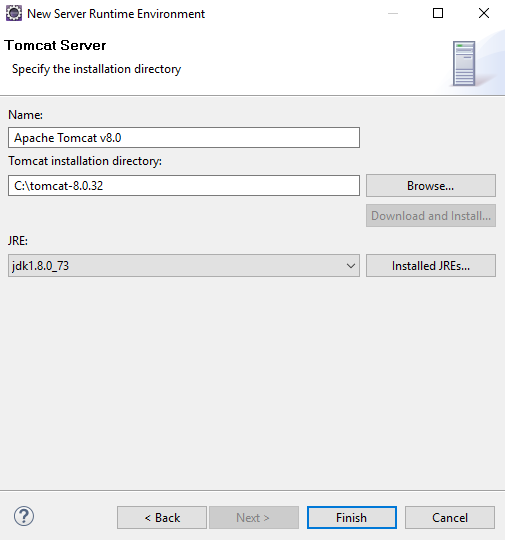 New Server Runtime Environment
Tomcat Server
Specify the installation directory
Name:
Apache Tomcat v8.0
Tomcat installation directory:
C:\tomcat-8.0.32
Browse...
Download and Install...
JRE:
jdk1.8.0_73
Installed JREs...
?
< Back
Next >
Finish
Cancel